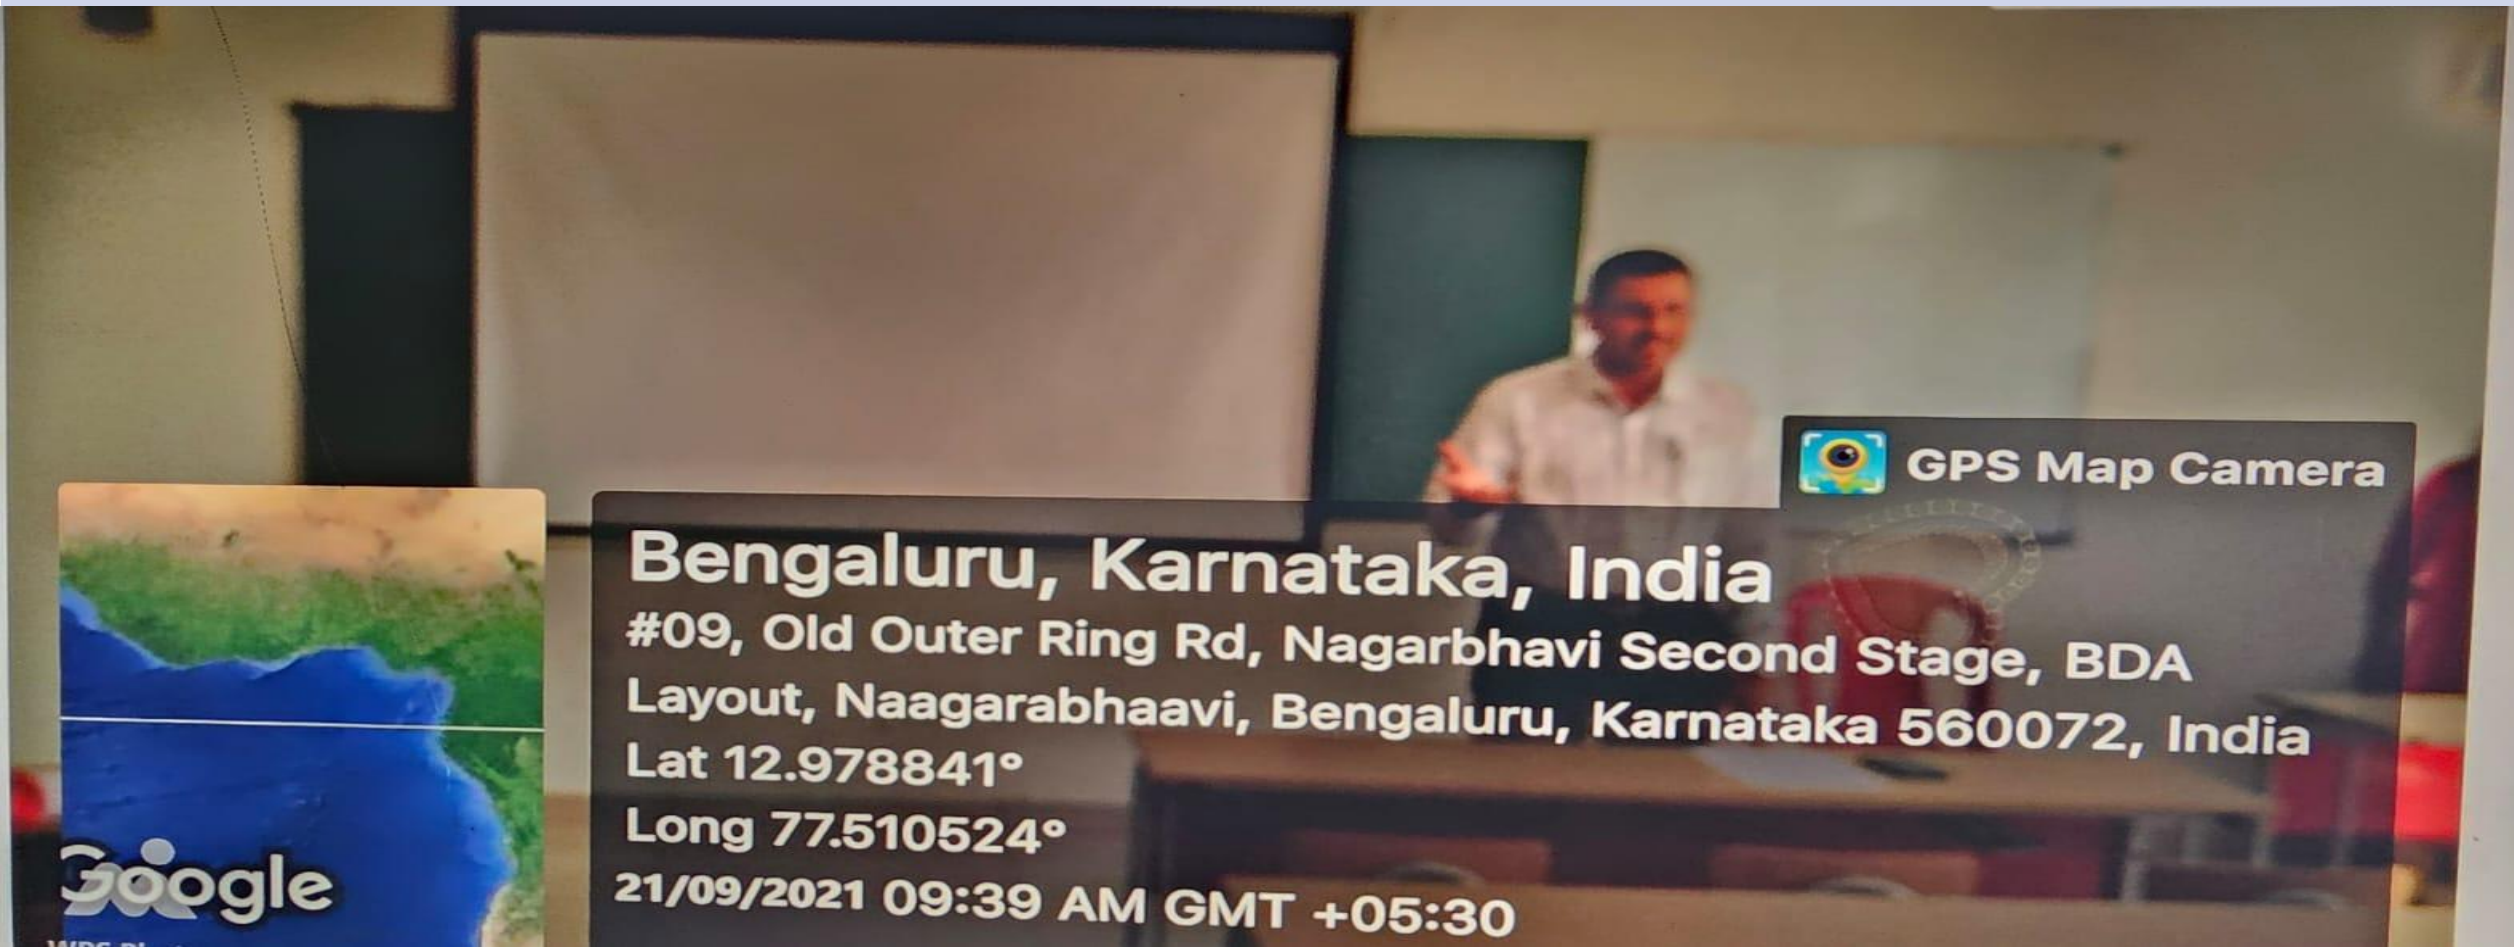 GPS Map Camera
Bengaluru, Karnataka, India
#09, Old Outer Ring Rd, Nagarbhavi Second Stage, BDA
Layout, Naagarabhaavi, Bengaluru, Karnataka 560072, India
Lat 12.978841°
Long 77.510524°
21/09/2021 09:39 AM GMT +05:30
Google